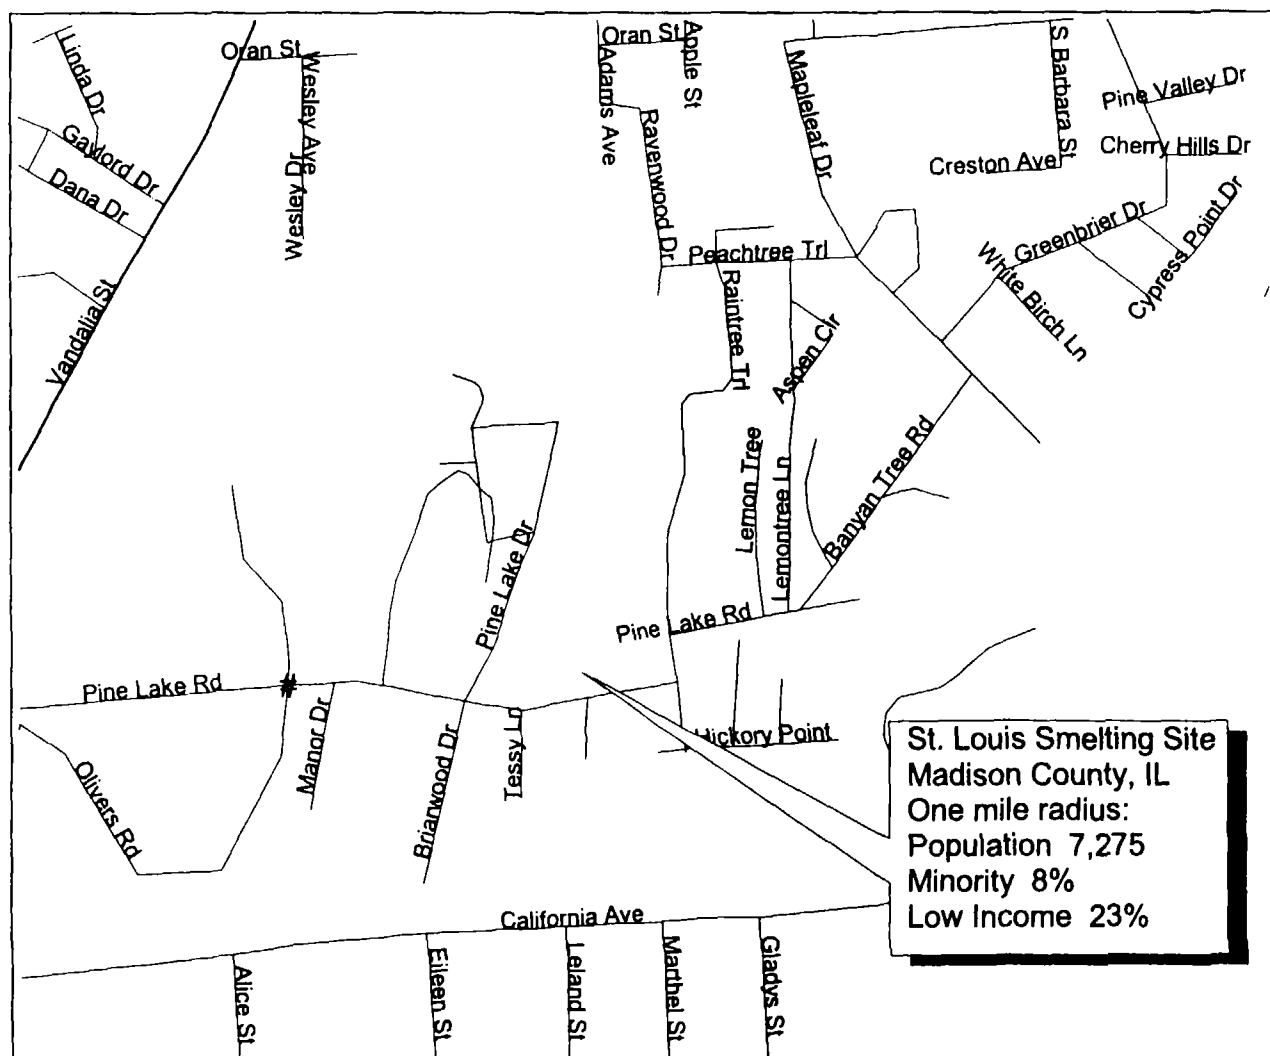 Linda Dr
Oran St
Wesley Ave
Wesley Dr
Gaylord Dr
Dana Dr
Vandalia St
Oran St
Apple St
Adams Ave
Ravenwood Dr
Mapleleaf Dr
S Barbara St
Pine Valley Dr
Cherry Hills Dr
Creston Ave
Greenbrier Dr
Cypress Point Dr
White Birch Ln
Peachtree Trl
Raintree Trl
Aspen Cir
Lemon Tree
Lemontree Ln
Banyan Tree Rd
Pine Lake Dr
Pine Lake Rd
Pine Lake Rd
Manor Dr
Olivers Rd
Briarwood Dr
Tessy Ln
Hickory Point
St. Louis Smelting Site
Madison County, IL
One mile radius:
Population 7,275
Minority 8%
Low Income 23%
California Ave
Alice St
Eileen St
Leland St
Marthel St
Gladys St